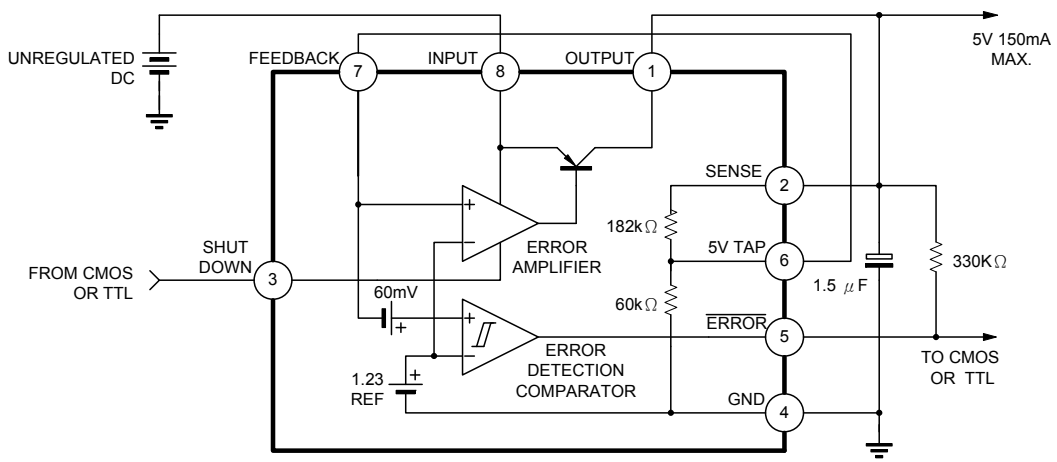 UNREGULATED
DC
FEEDBACK
INPUT
OUTPUT
5V 150mA
MAX.
7
8
1
SENSE
2
182kΩ
+
−
ERROR
AMPLIFIER
5V TAP
6
SHUT
DOWN
3
FROM CMOS
OR TTL
60mV
+
60kΩ
1.5 μF
330KΩ
+
−
ERROR
5
ERROR
DETECTION
COMPARATOR
TO CMOS
OR TTL
1.23
REF
+
GND
4